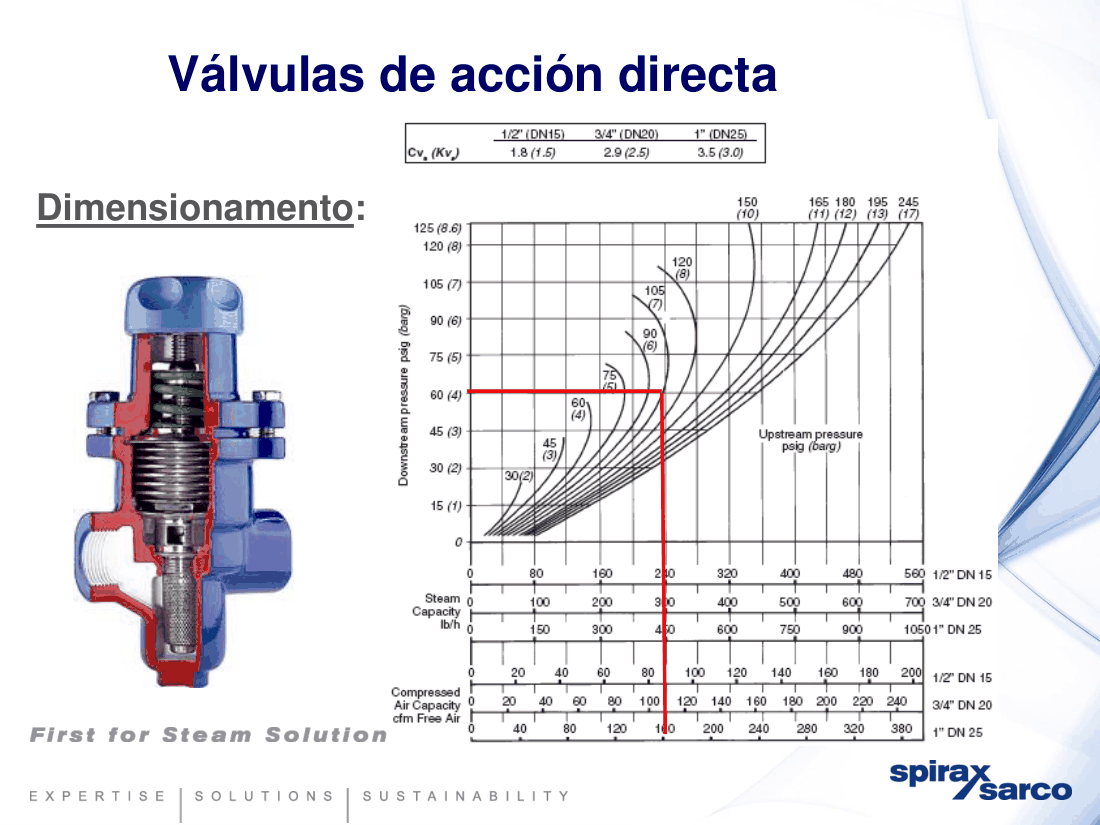 Válvulas de acción directa
1/2" (DN15) 3/4" (DN20) 1" (DN25)
Cvs (Kvs) 1.8 (1.5) 2.9 (2.5) 3.5 (3.0)
Dimensionamento:
150 165 180 195 245
(10) (11) (12) (13) (17)
125 (8.6)
120 (8)
120
(8)
105 (7)
105
(7)
90 (6)
90
(6)
75 (5)
75
(5)
60 (4)
60
(4)
45 (3)
45
(3)
30 (2)
30(2)
15 (1)
0
Downstream pressure psig (barg)
Upstream pressure
psig (barg)
0 80 160 240 320 400 480 560 1/2" DN 15
Steam
Capacity
lb/h
0 100 200 300 400 500 600 700 3/4" DN 20
0 150 300 450 600 750 900 1050 1" DN 25
0 20 40 60 80 100 120 140 160 180 200 1/2" DN 15
Compressed
Air Capacity
cfm Free Air
0 20 40 60 80 100 120 140 160 180 200 220 240 3/4" DN 20
0 40 80 120 160 200 240 280 320 380 1" DN 25
First for Steam Solution
EXPERTISE SOLUTIONS SUSTAINABILITY
spirax
sarco